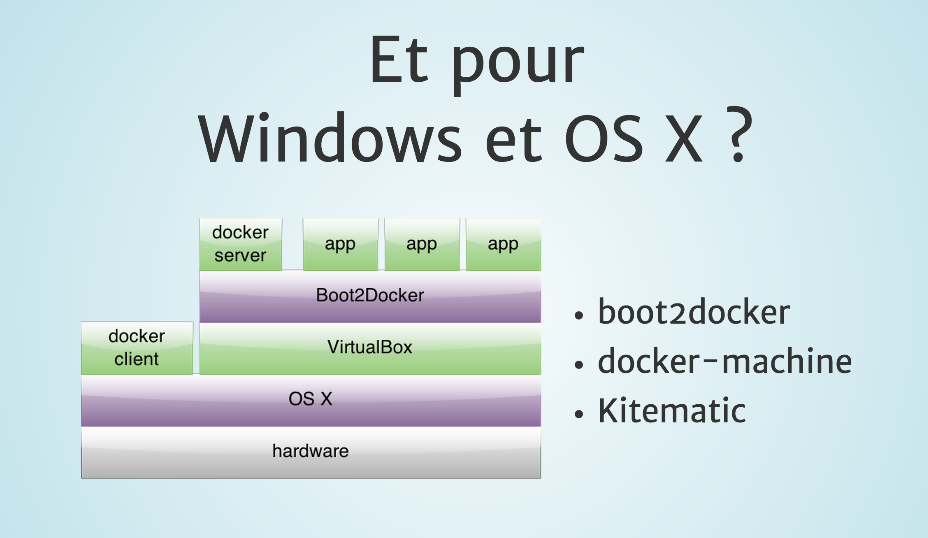 Et pour
Windows et OS X ?
docker
server
app
app
app
Boot2Docker
docker
client
VirtualBox
OS X
hardware
• boot2docker
• docker-machine
• Kitematic